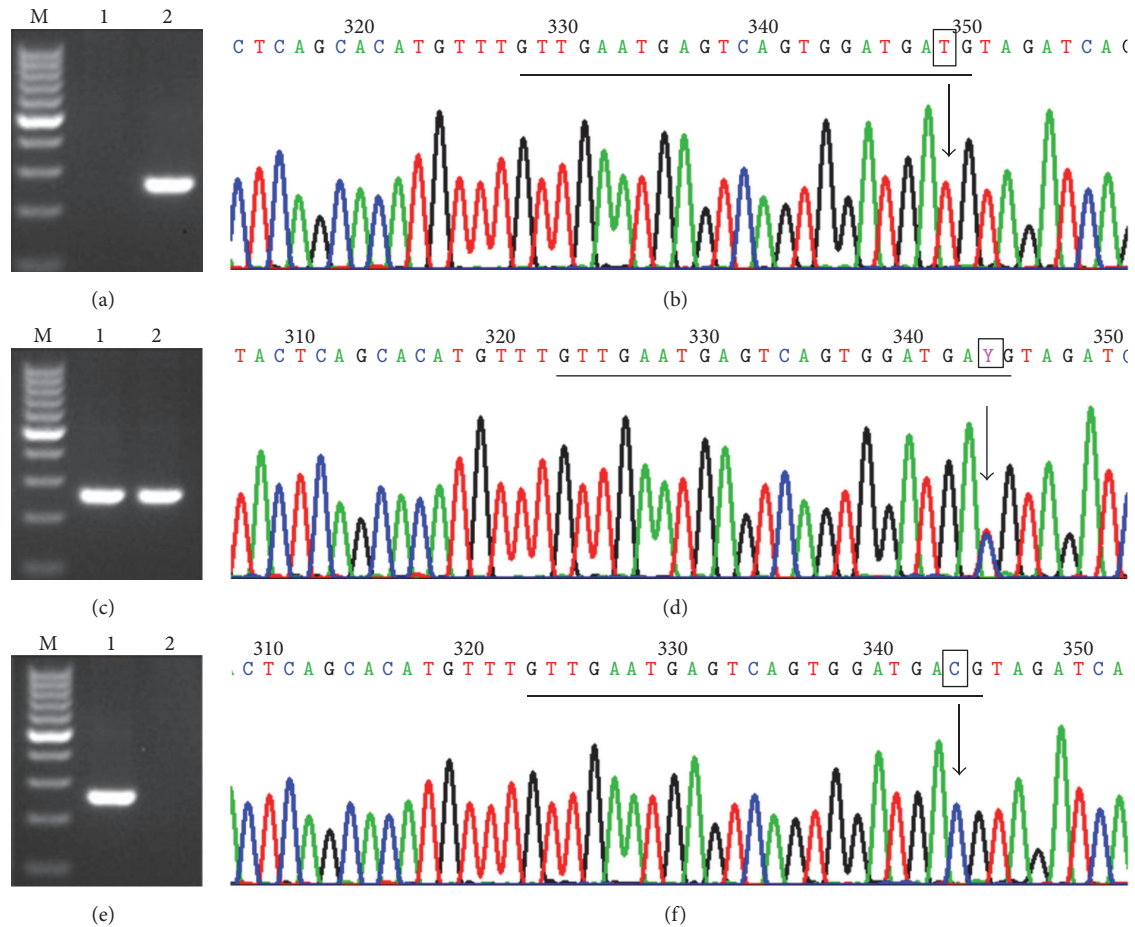 M 1 2
320 330 340 350
C T C A G C A C A T G T T T G T T G A A T G A G T C A G T G G A T G A T G T A G A T C A G
(a) (b)
M 1 2
310 320 330 340 350
T A C T C A G C A C A T G T T T G T T G A A T G A G T C A G T G G A T G A Y G T A G A T C
(c) (d)
M 1 2
310 320 330 340 350
C T C A G C A C A T G T T T G T T G A A T G A G T C A G T G G A T G A C G T A G A T C A
(e) (f)